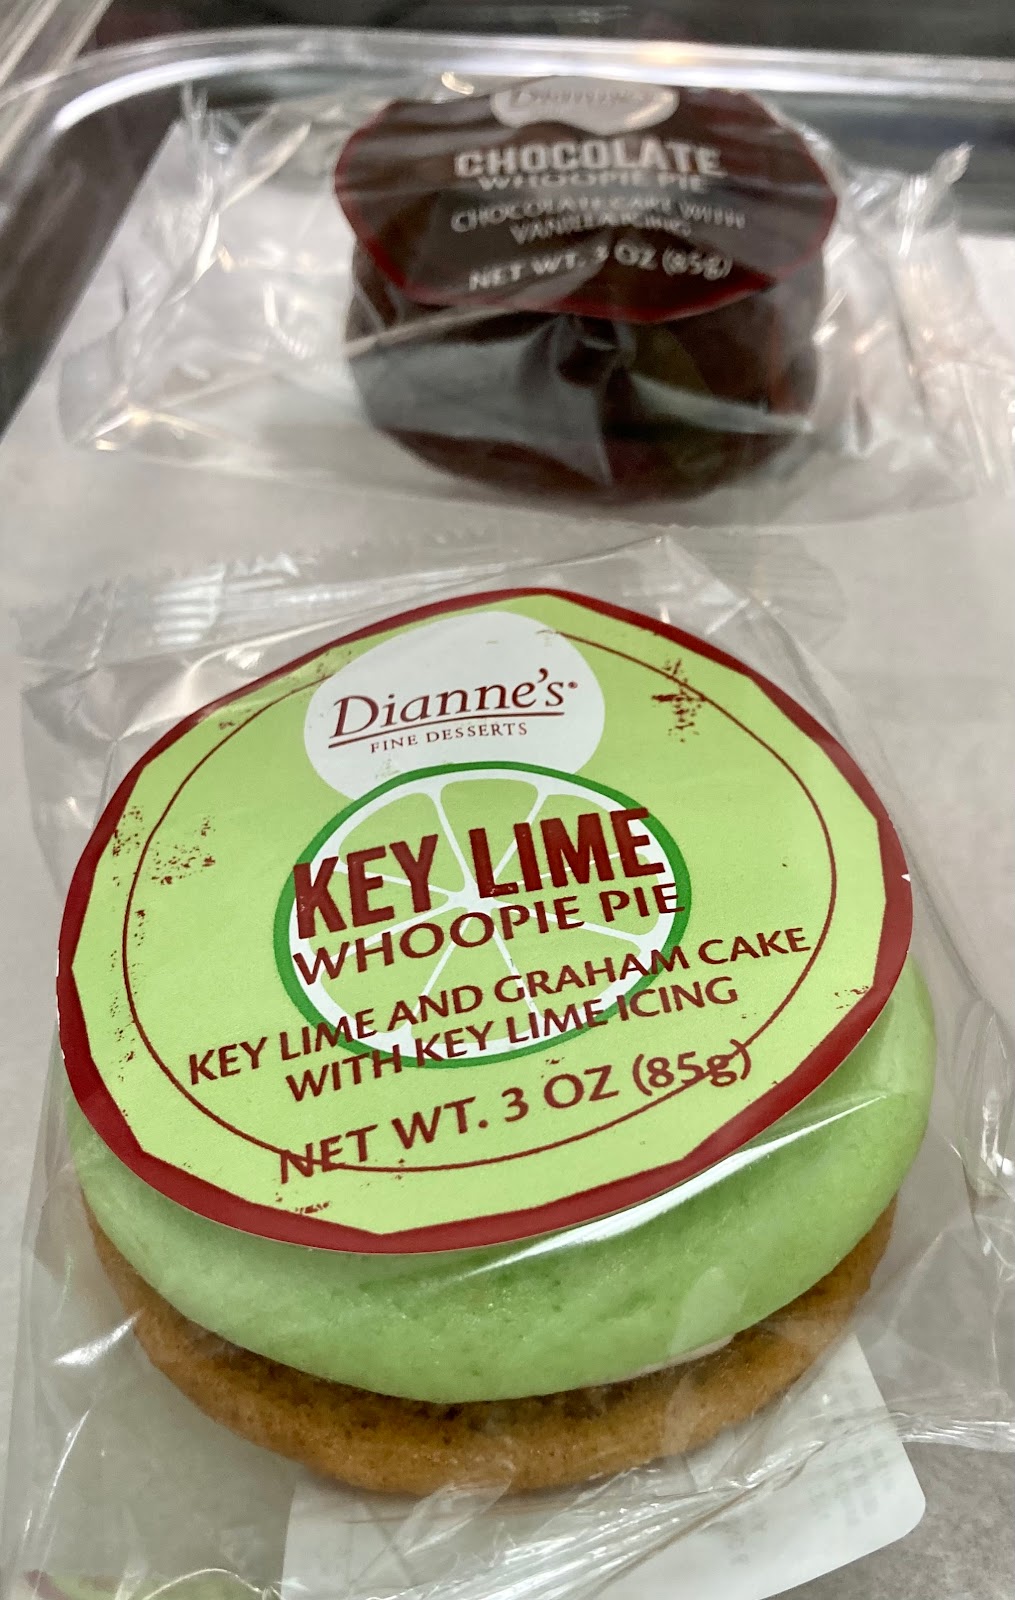 Dianne's
CHOCOLATE
WHOOPIE PIE
CHOCOLATE CAKE WITH
VANILLA ICING
NET WT. 3 OZ (85g)
Dianne's®
FINE DESSERTS
KEY LIME
WHOOPIE PIE
KEY LIME AND GRAHAM CAKE
WITH KEY LIME ICING
NET WT. 3 OZ (85g)